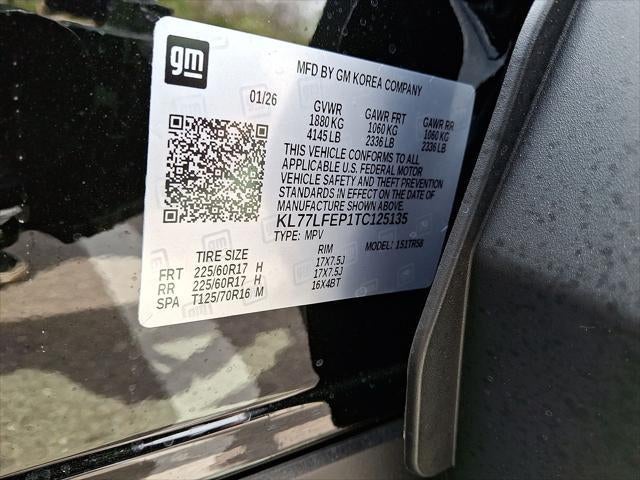 gm
MFD BY GM KOREA COMPANY
01/26
GVWR GAWR FRT GAWR RR
1880 KG 1060 KG 1060 KG
4145 LB 2336 LB 2336 LB
THIS VEHICLE CONFORMS TO ALL
APPLICABLE U.S. FEDERAL MOTOR
VEHICLE SAFETY AND THEFT PREVENTION
STANDARDS IN EFFECT ON THE DATE OF
MANUFACTURE SHOWN ABOVE.
KL77LFEP1TC125135
TYPE: MPV MODEL: 1S1TR58
TIRE SIZE RIM
FRT 225/60R17 H 17X7.5J
RR 225/60R17 H 17X7.5J
SPA T125/70R16 M 16X4BT